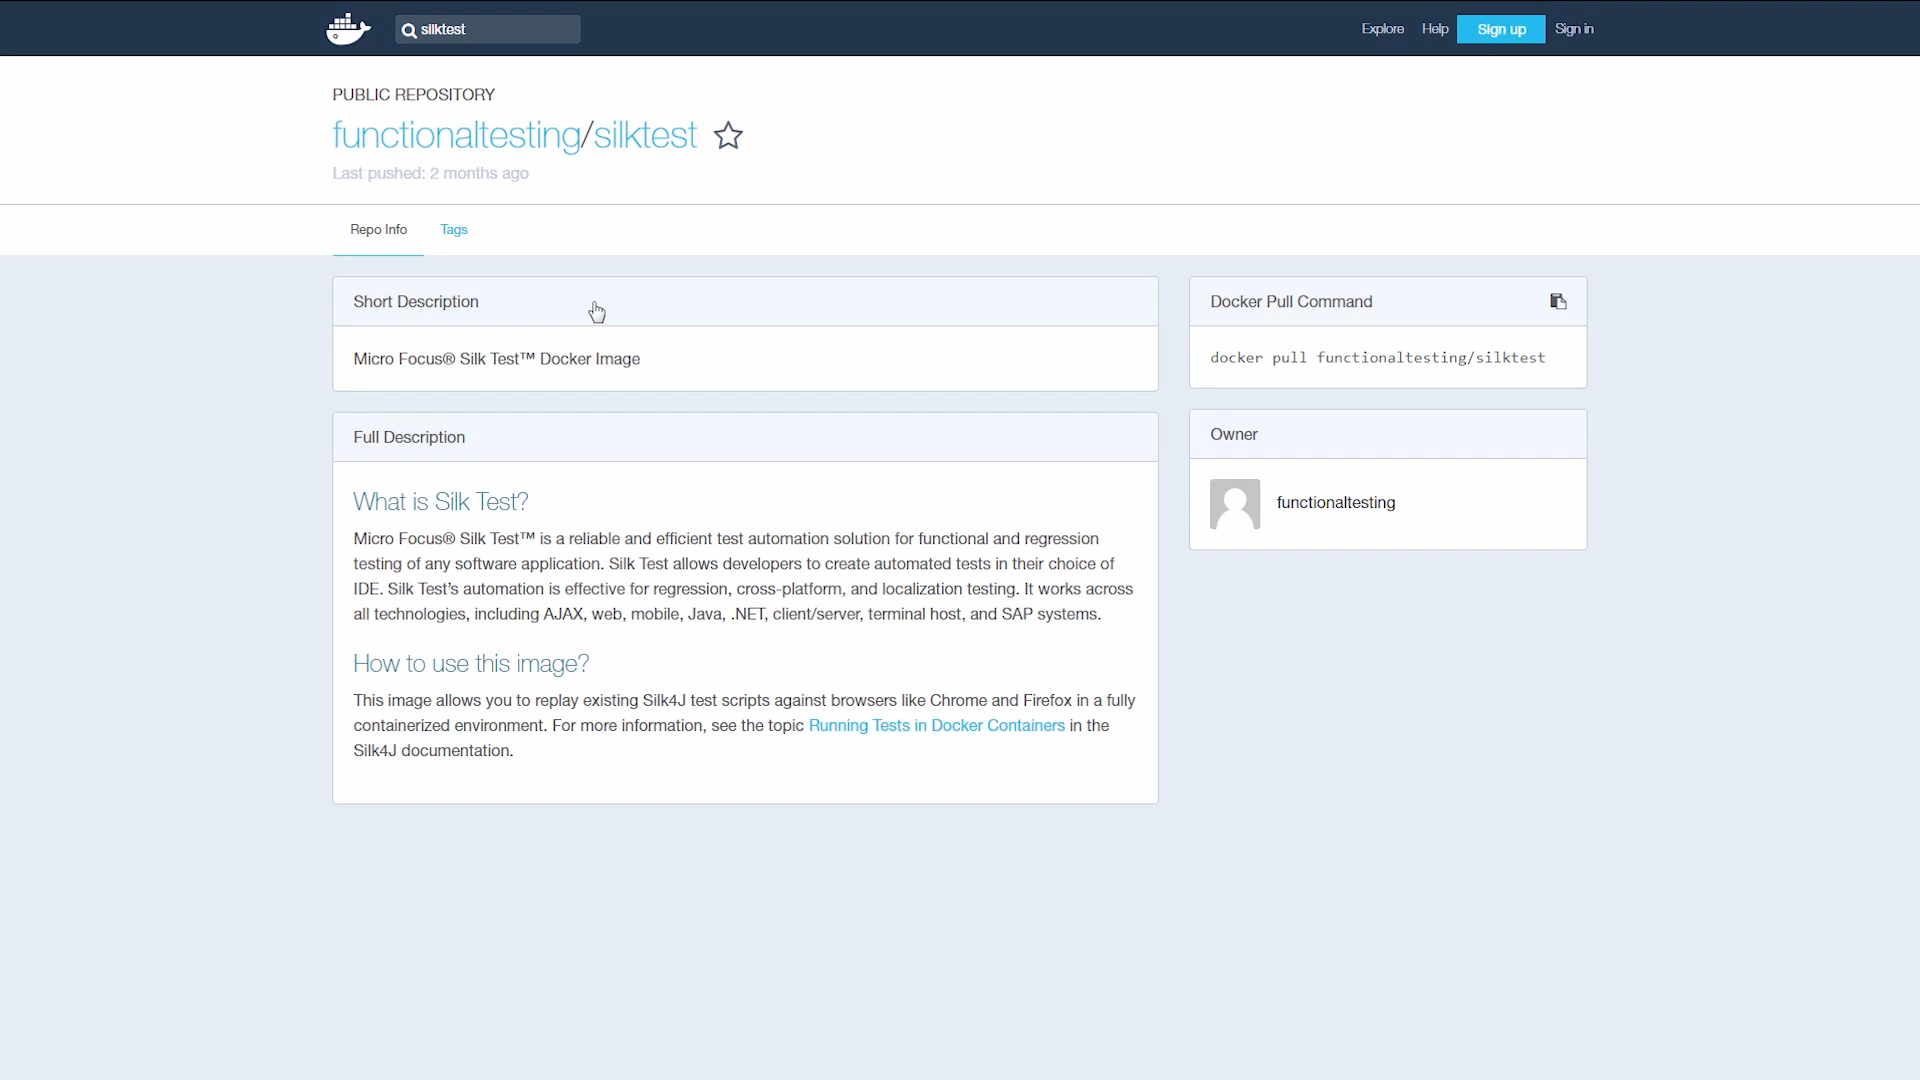 silktest
Explore
Help
Sign up
Sign in
PUBLIC REPOSITORY
functionaltesting/silktest
Last pushed: 2 months ago
Repo Info
Tags
Short Description
Micro Focus® Silk Test™ Docker Image
Full Description
What is Silk Test?
Micro Focus® Silk Test™ is a reliable and efficient test automation solution for functional and regression
testing of any software application. Silk Test allows developers to create automated tests in their choice of
IDE. Silk Test's automation is effective for regression, cross-platform, and localization testing. It works across
all technologies, including AJAX, web, mobile, Java, .NET, client/server, terminal host, and SAP systems.
How to use this image?
This image allows you to replay existing Silk4J test scripts against browsers like Chrome and Firefox in a fully
containerized environment. For more information, see the topic Running Tests in Docker Containers in the
Silk4J documentation.
Docker Pull Command
docker pull functionaltesting/silktest
Owner
functionaltesting